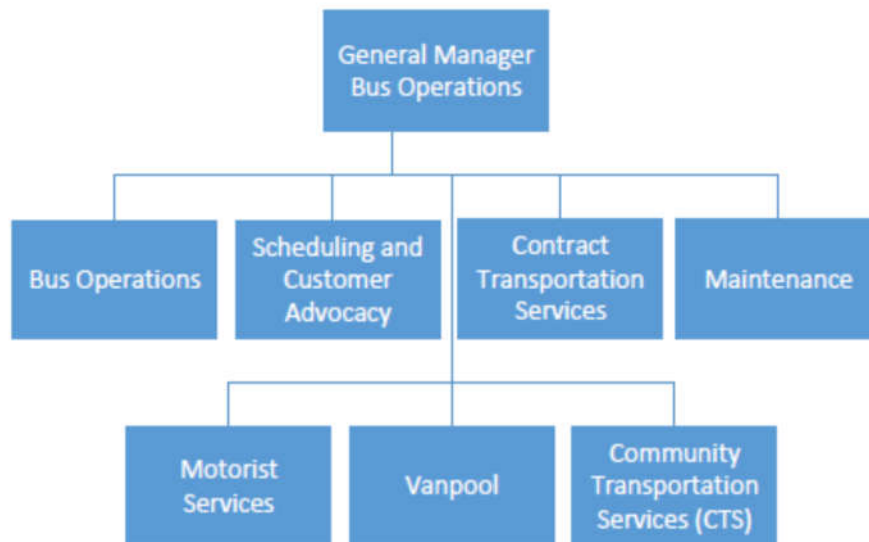 General Manager
Bus Operations
Bus Operations
Scheduling and
Customer
Advocacy
Contract
Transportation
Services
Maintenance
Motorist
Services
Vanpool
Community
Transportation
Services (CTS)